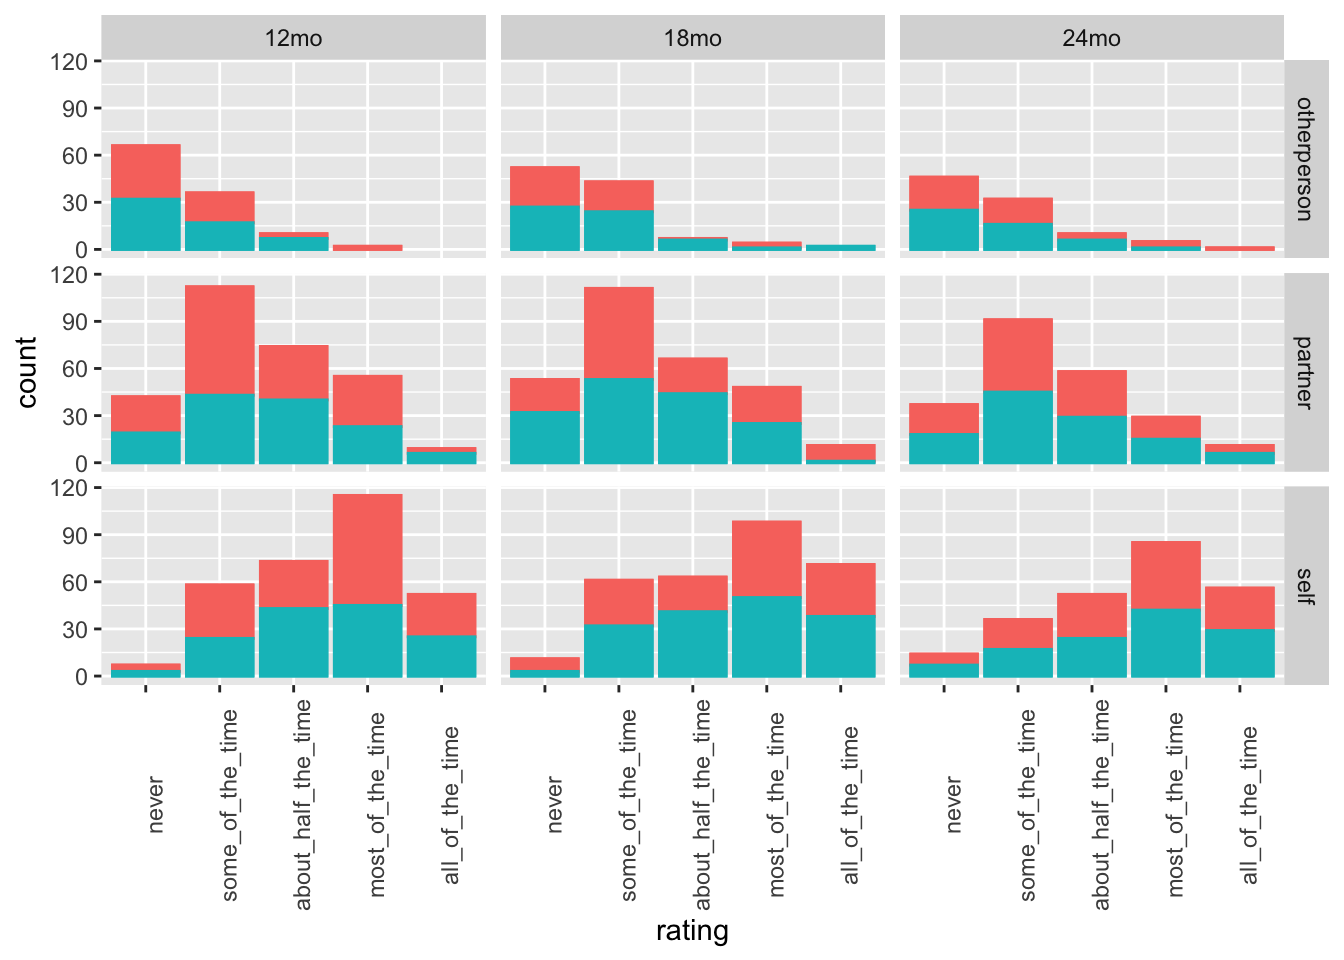 12mo 18mo 24mo
120
90
60
30
0
otherperson
120
90
60
30
0
partner
120
90
60
30
0
self
count
never some_of_the_time about_half_the_time most_of_the_time all_of_the_time never some_of_the_time about_half_the_time most_of_the_time all_of_the_time never some_of_the_time about_half_the_time most_of_the_time all_of_the_time
rating